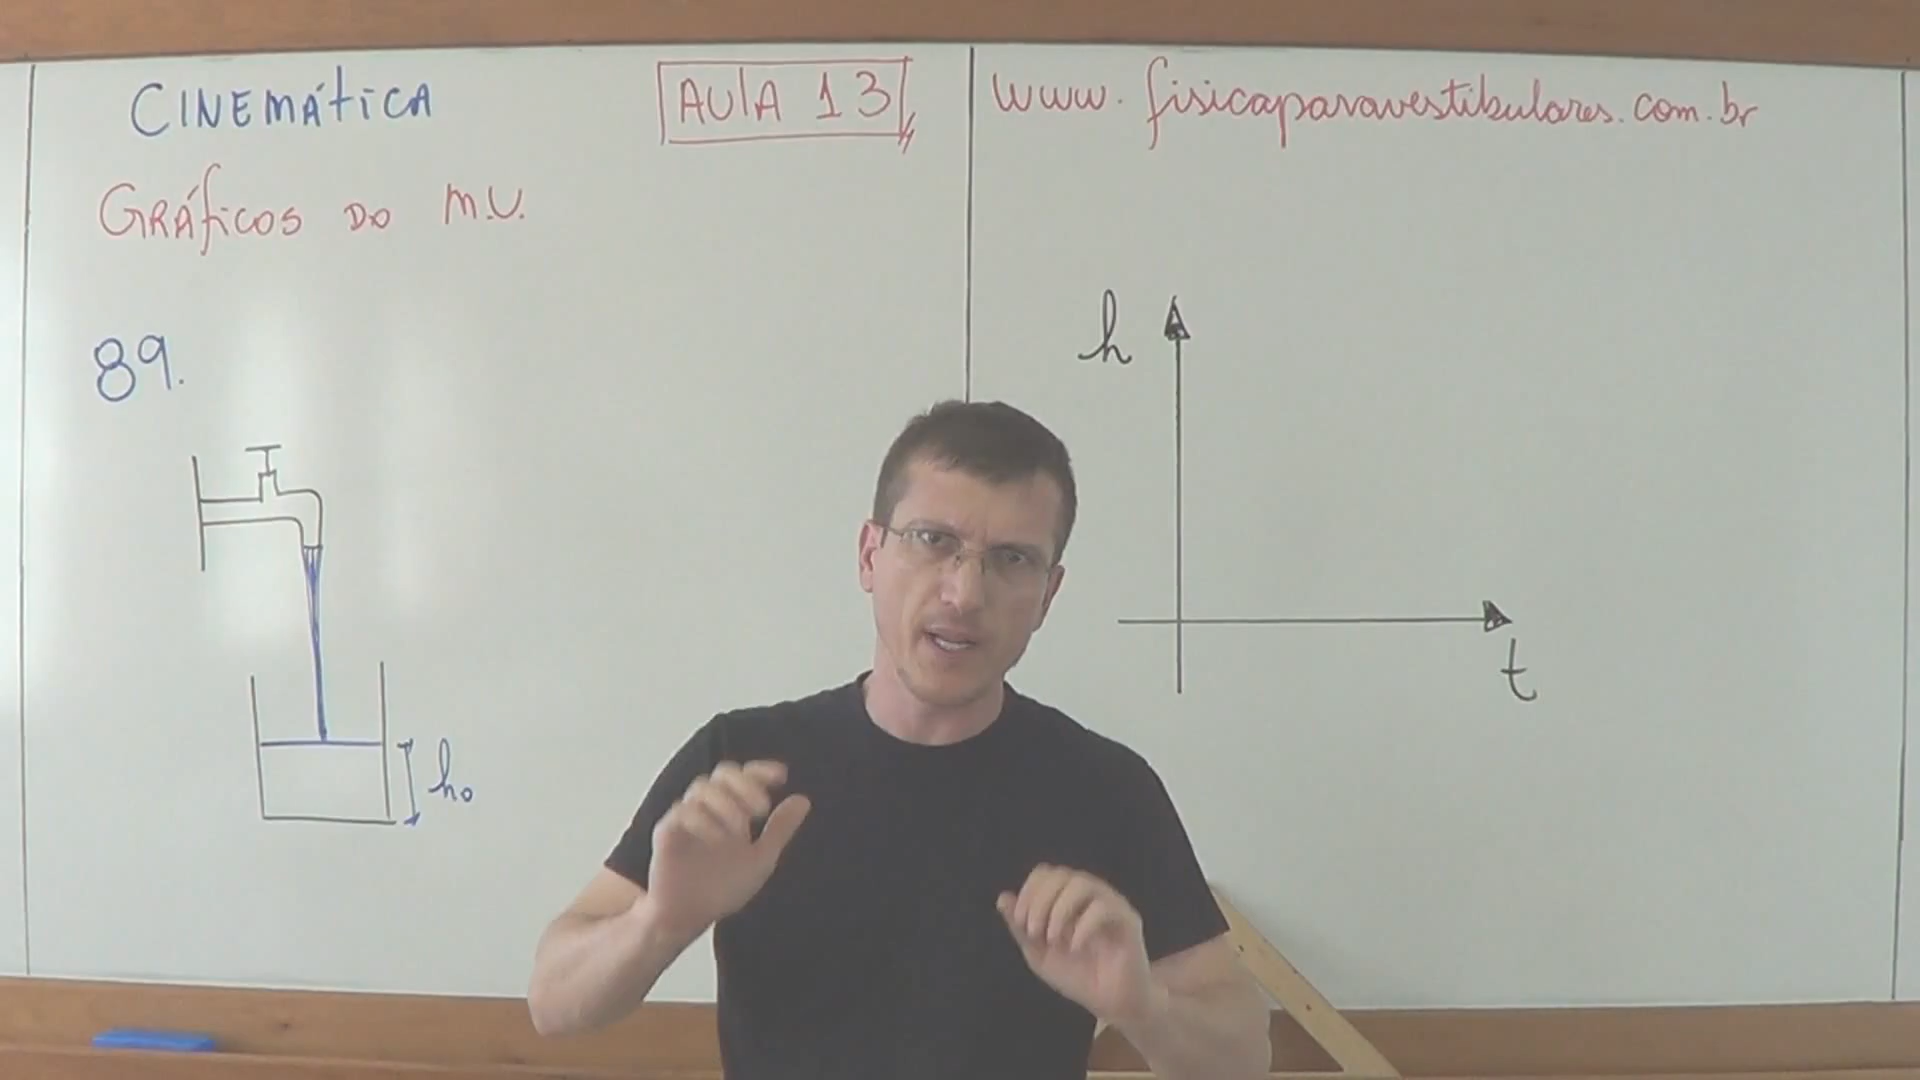 CINEMÁTICA
AULA 13
www.fisicaparavestibulares.com.br
GRÁFICOS DO M.U.
89.
h
t
h₀